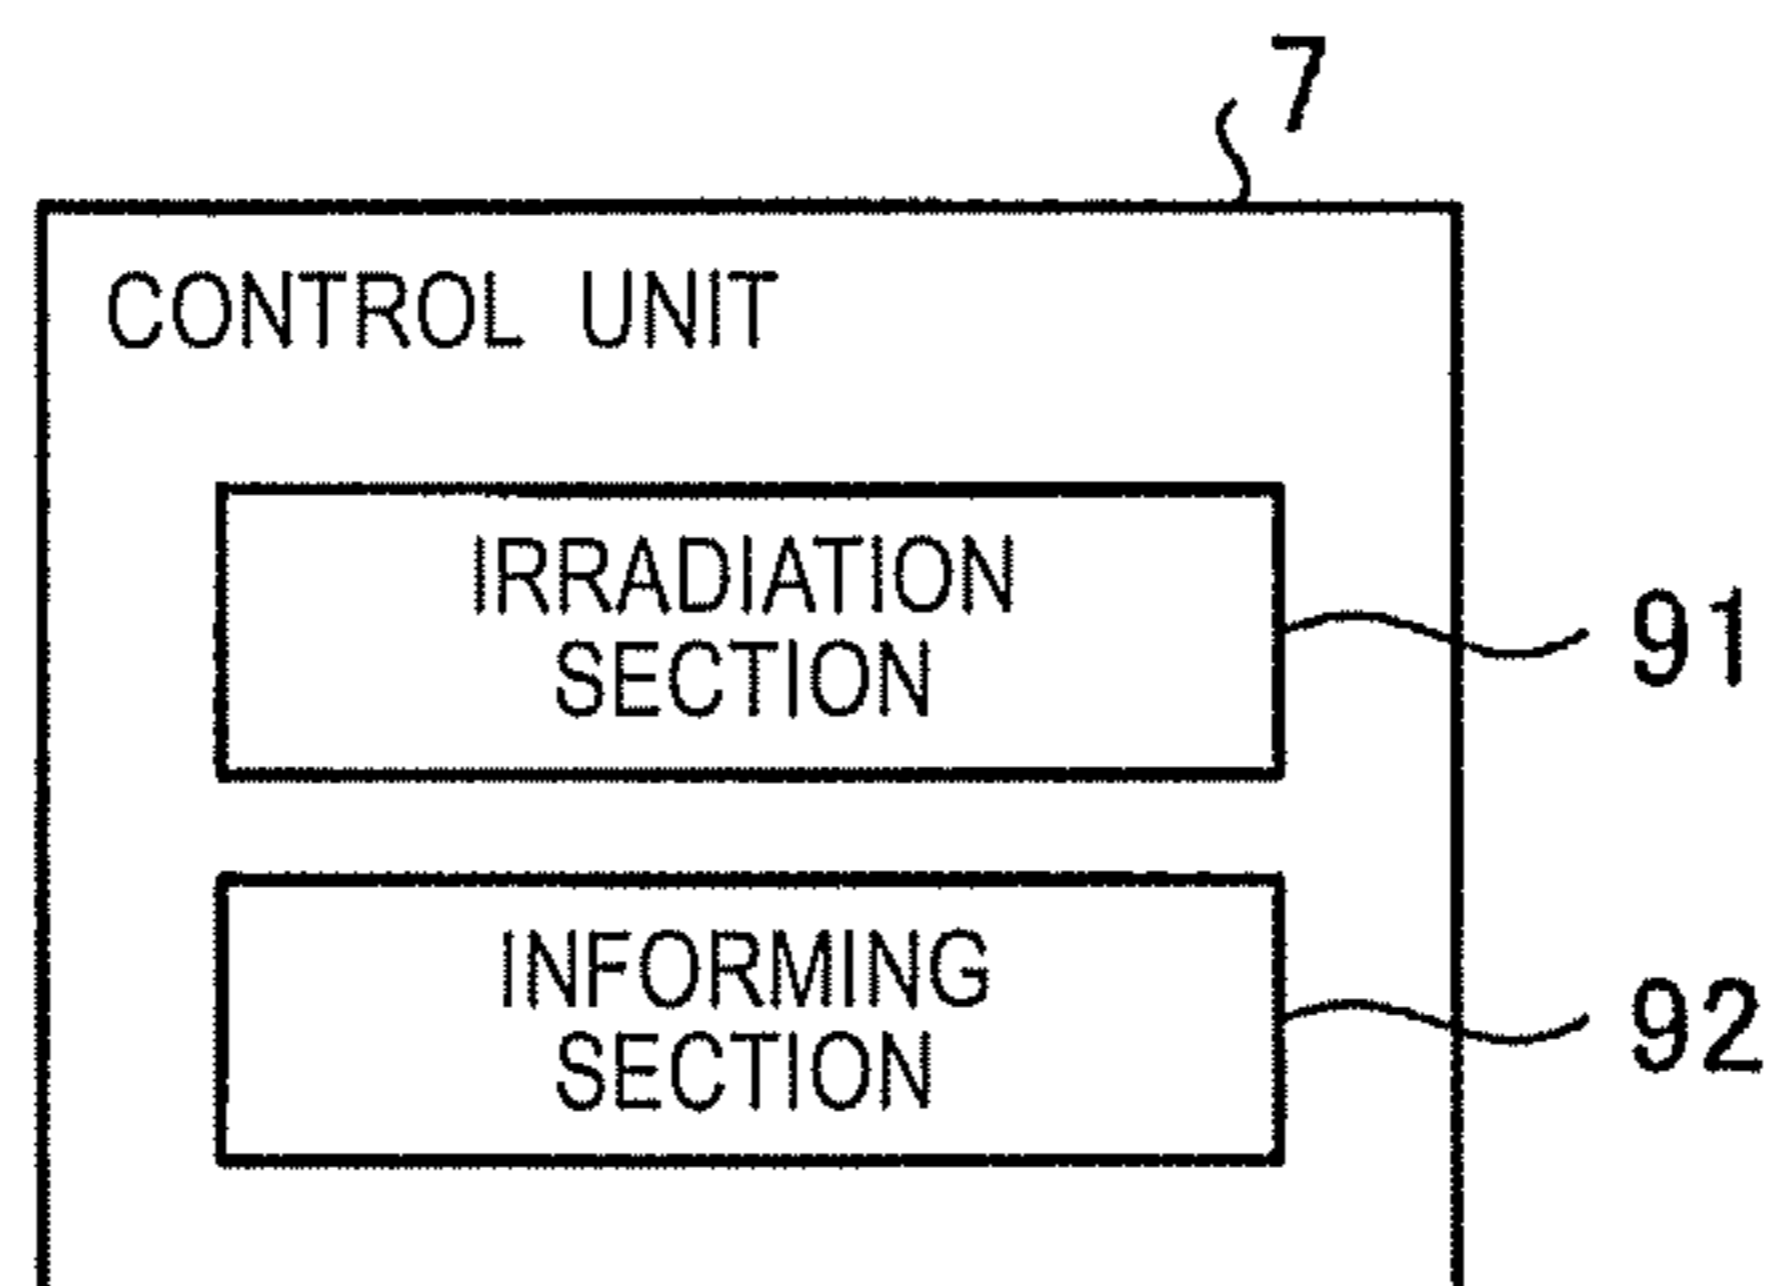 7
CONTROL UNIT
IRRADIATION
SECTION
91
INFORMING
SECTION
92